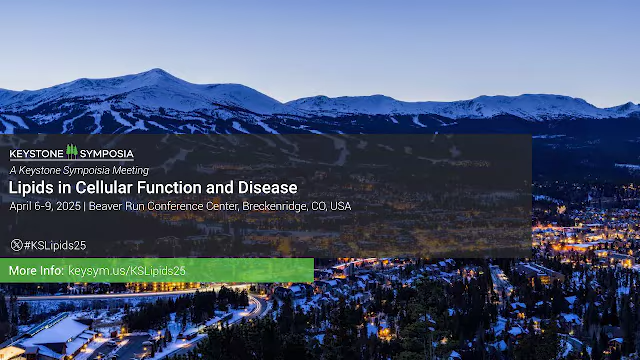 KEYSTONE SYMPOSIA
A Keystone Sympoisia Meeting
Lipids in Cellular Function and Disease
April 6-9, 2025 | Beaver Run Conference Center, Breckenridge, CO, USA
#KSLipids25
More Info: keysym.us/KSLipids25